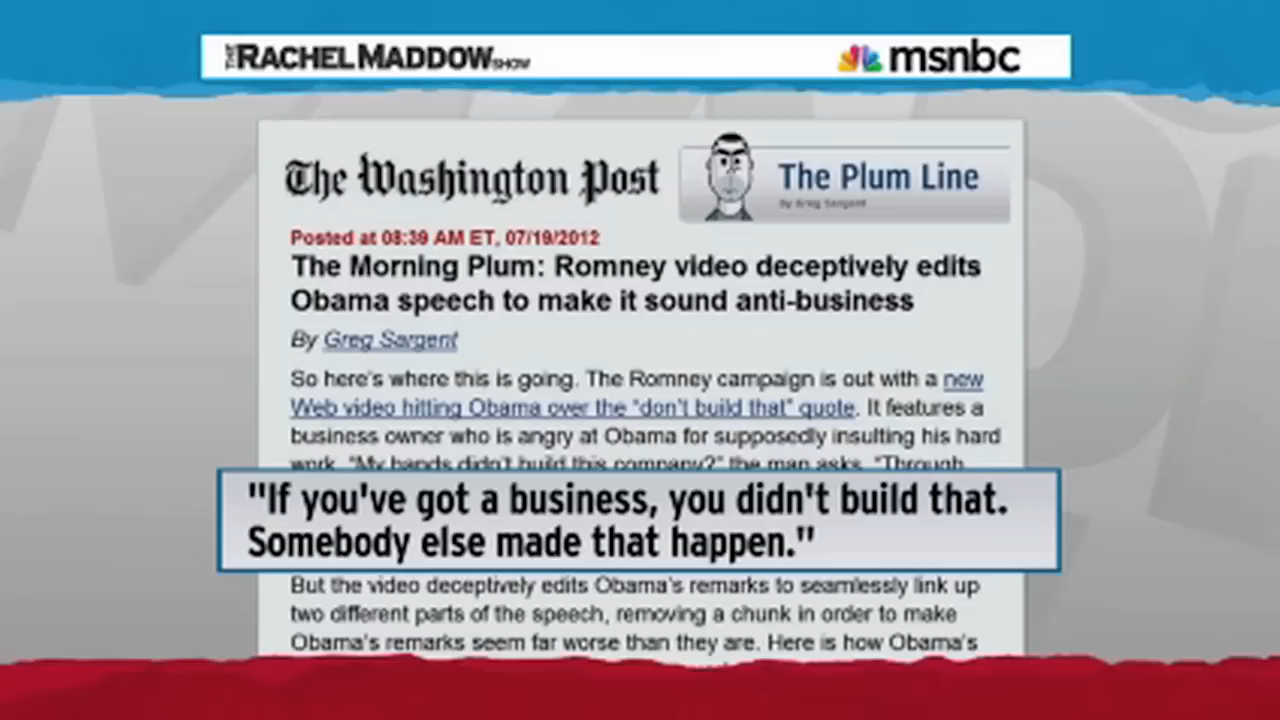 THE RACHEL MADDOW SHOW
msnbc
The Washington Post
The Plum Line
By Greg Sargent
Posted at 08:39 AM ET, 07/19/2012
The Morning Plum: Romney video deceptively edits
Obama speech to make it sound anti-business
By Greg Sargent
So here's where this is going. The Romney campaign is out with a new
Web video hitting Obama over the "don't build that" quote. It features a
business owner who is angry at Obama for supposedly insulting his hard
work. "My hands didn't build this company?" the man asks. "Through
"If you've got a business, you didn't build that.
Somebody else made that happen."
But the video deceptively edits Obama's remarks to seamlessly link up
two different parts of the speech, removing a chunk in order to make
Obama's remarks seem far worse than they are. Here is how Obama's